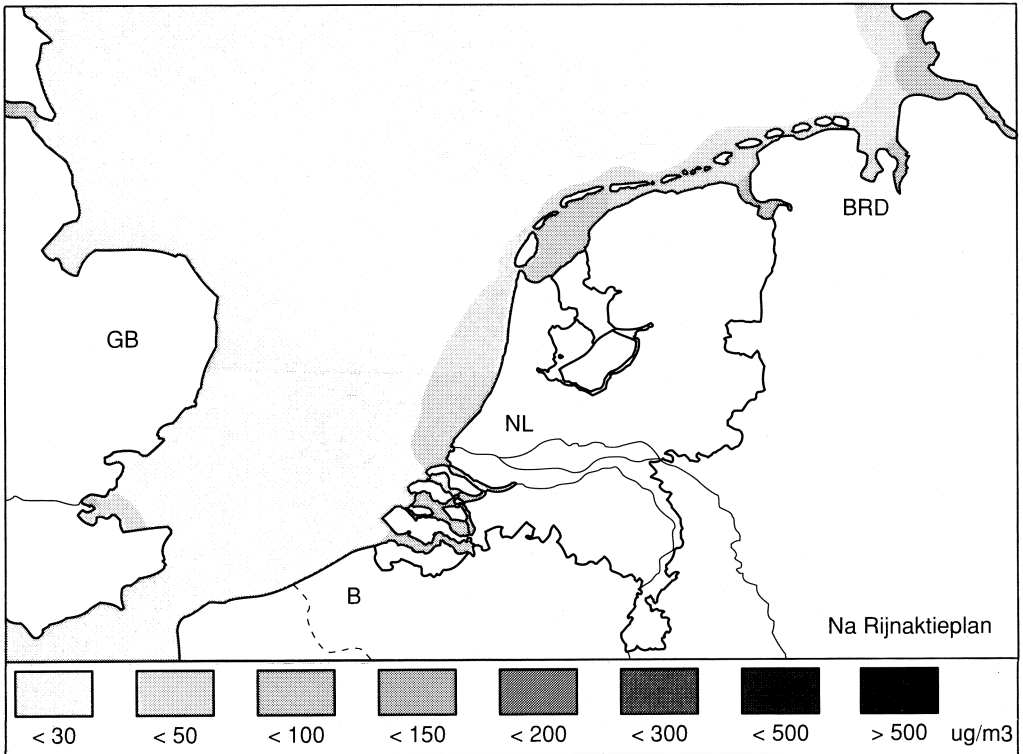 BRD
GB
NL
B
Na Rijnaktieplan
< 30 < 50 < 100 < 150 < 200 < 300 < 500 > 500 ug/m3